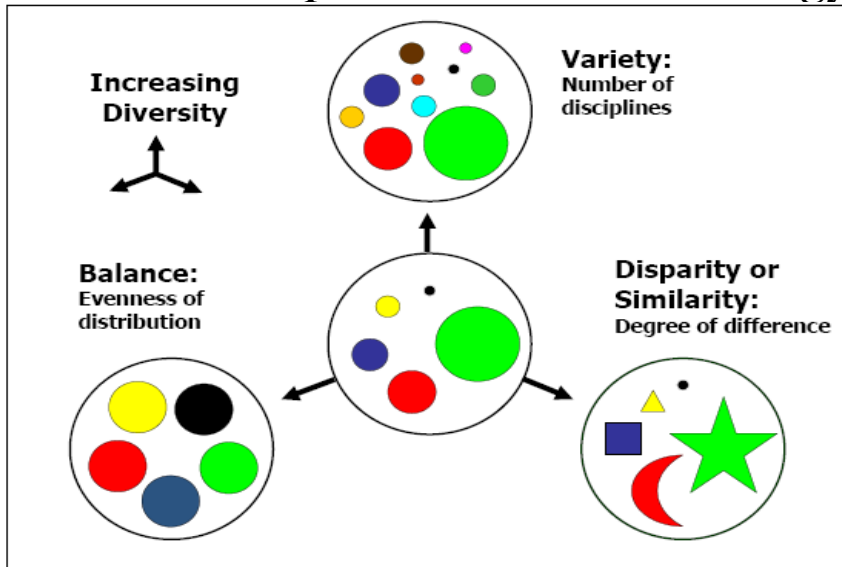 Increasing
Diversity
Variety:
Number of
disciplines
Balance:
Evenness of
distribution
Disparity or
Similarity:
Degree of difference